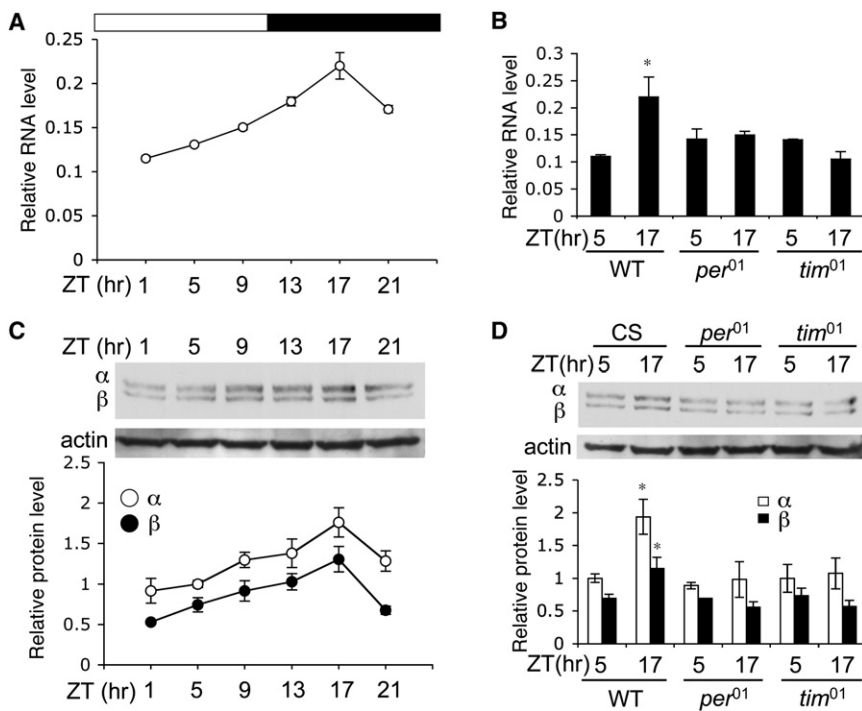 A
Relative RNA level
0.25
0.2
0.15
0.1
0.05
0
ZT (hr) 1 5 9 13 17 21
B
Relative RNA level
0.3
0.25
0.2
0.15
0.1
0.05
0
*
ZT(hr) 5 17 5 17 5 17
WT per01 tim01
C
ZT (hr) 1 5 9 13 17 21
α
β
actin
Relative protein level
2.5
2
1.5
1
0.5
0
α
β
ZT (hr) 1 5 9 13 17 21
D
CS per01 tim01
ZT(hr) 5 17 5 17 5 17
α
β
actin
Relative protein level
2.5
2
1.5
1
0.5
0
*
*
α
β
ZT(hr) 5 17 5 17 5 17
WT per01 tim01